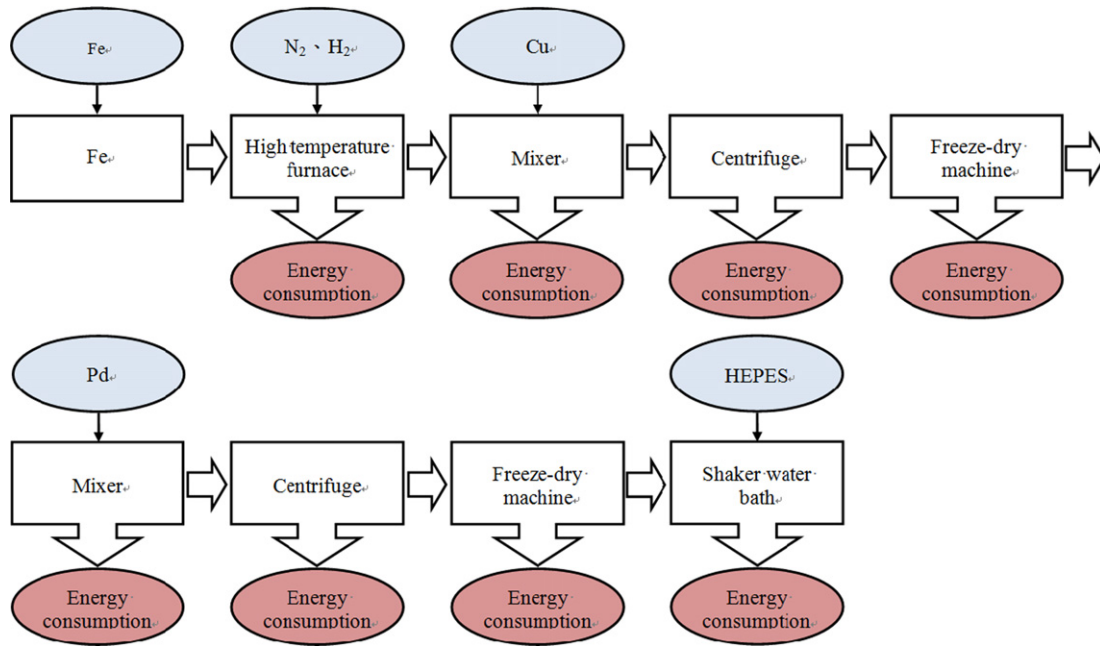 Fe
N₂、H₂
Cu
Fe
High temperature
furnace
Mixer
Centrifuge
Freeze-dry
machine
Energy
consumption
Energy
consumption
Energy
consumption
Energy
consumption
Pd
HEPES
Mixer
Centrifuge
Freeze-dry
machine
Shaker water
bath
Energy
consumption
Energy
consumption
Energy
consumption
Energy
consumption